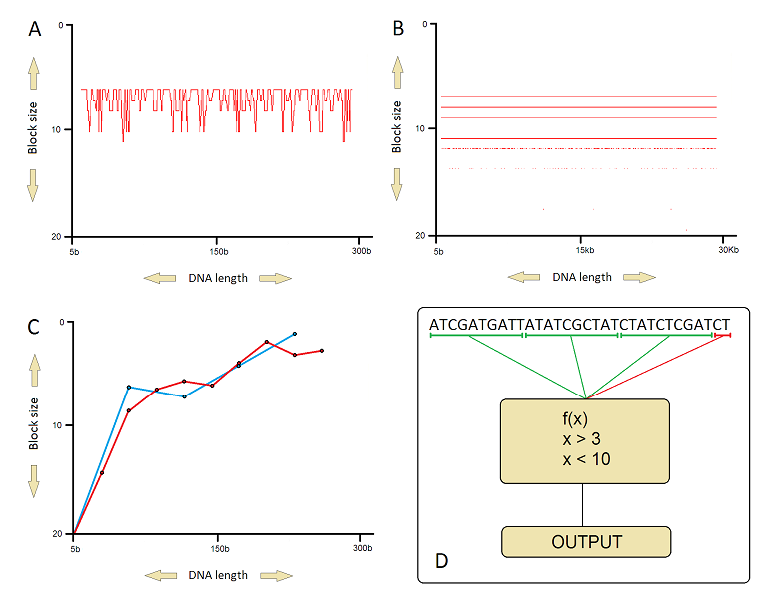 A
0
10
20
Block size
5b
150b
300b
DNA length
B
0
10
20
Block size
5b
15kb
30Kb
DNA length
C
0
10
20
Block size
5b
150b
300b
DNA length
ATCGATGATTATATCGCTATCTATCTCGATCT
f(x)
x > 3
x < 10
OUTPUT
D